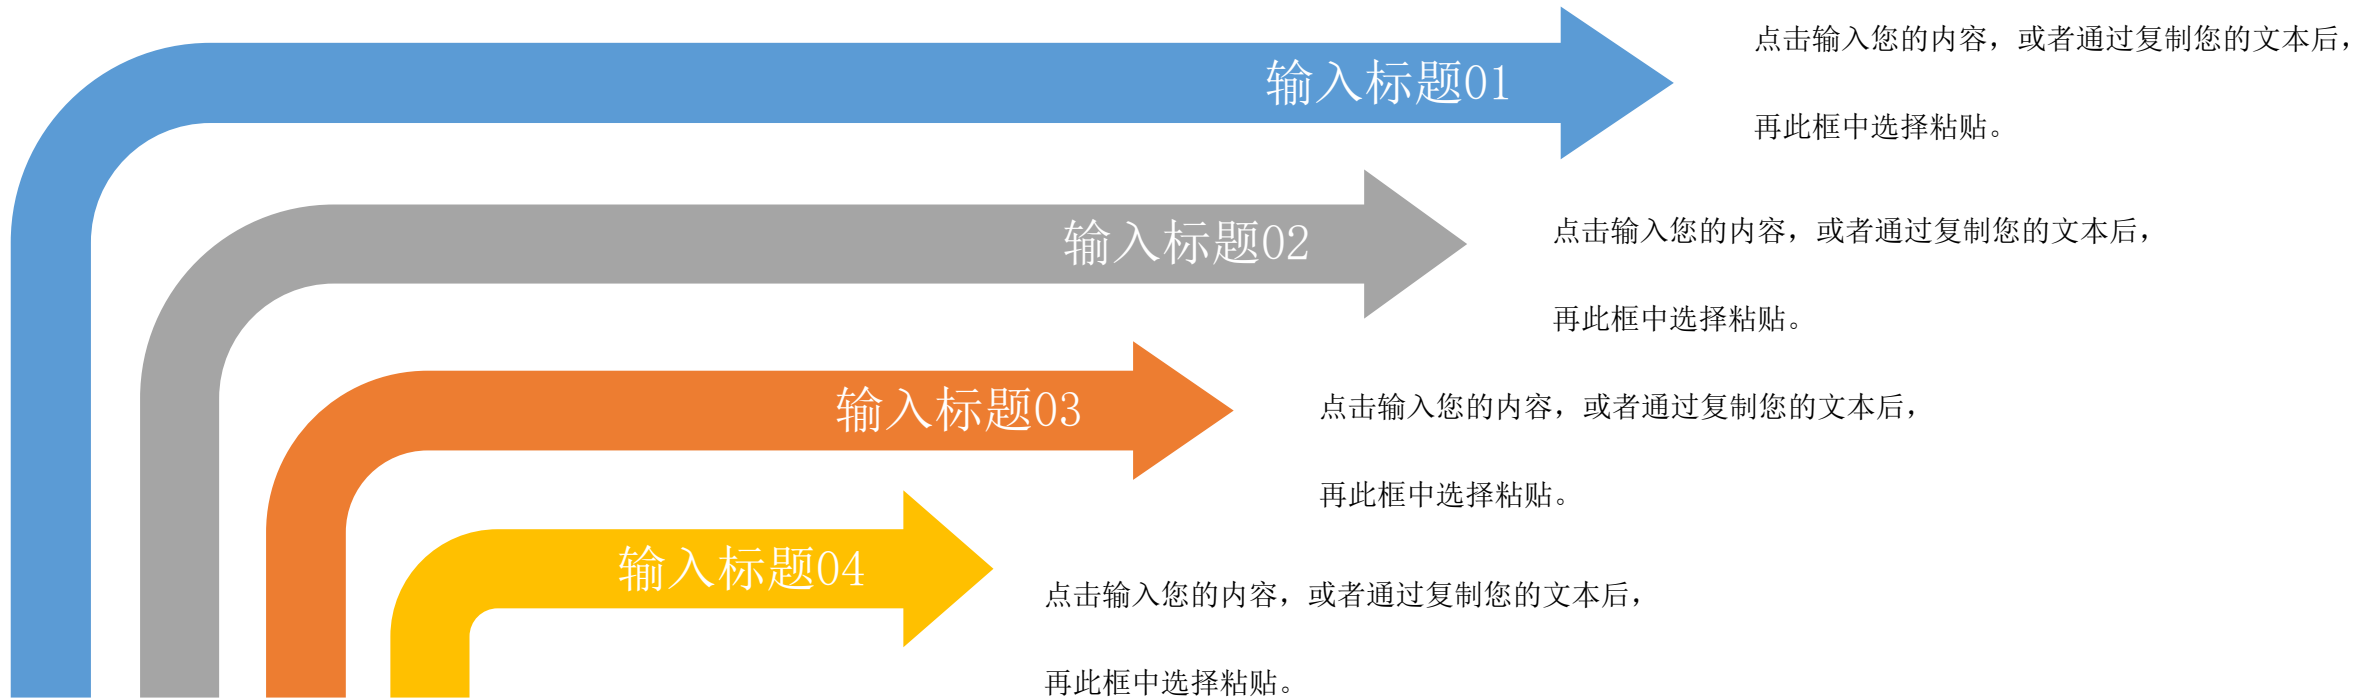 输入标题01
点击输入您的内容，或者通过复制您的文本后，
再此框中选择粘贴。
输入标题02
点击输入您的内容，或者通过复制您的文本后，
再此框中选择粘贴。
输入标题03
点击输入您的内容，或者通过复制您的文本后，
再此框中选择粘贴。
输入标题04
点击输入您的内容，或者通过复制您的文本后，
再此框中选择粘贴。